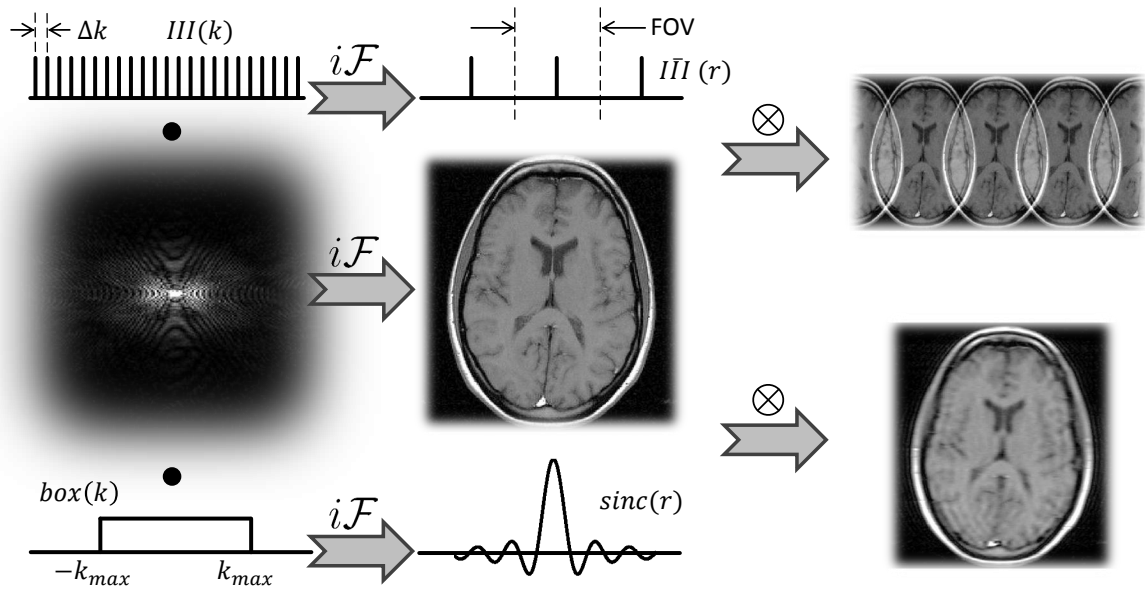 Δk
III(k)
iℱ
FOV
IĪI (r)
⊗
iℱ
⊗
box(k)
iℱ
sinc(r)
−k_max
k_max